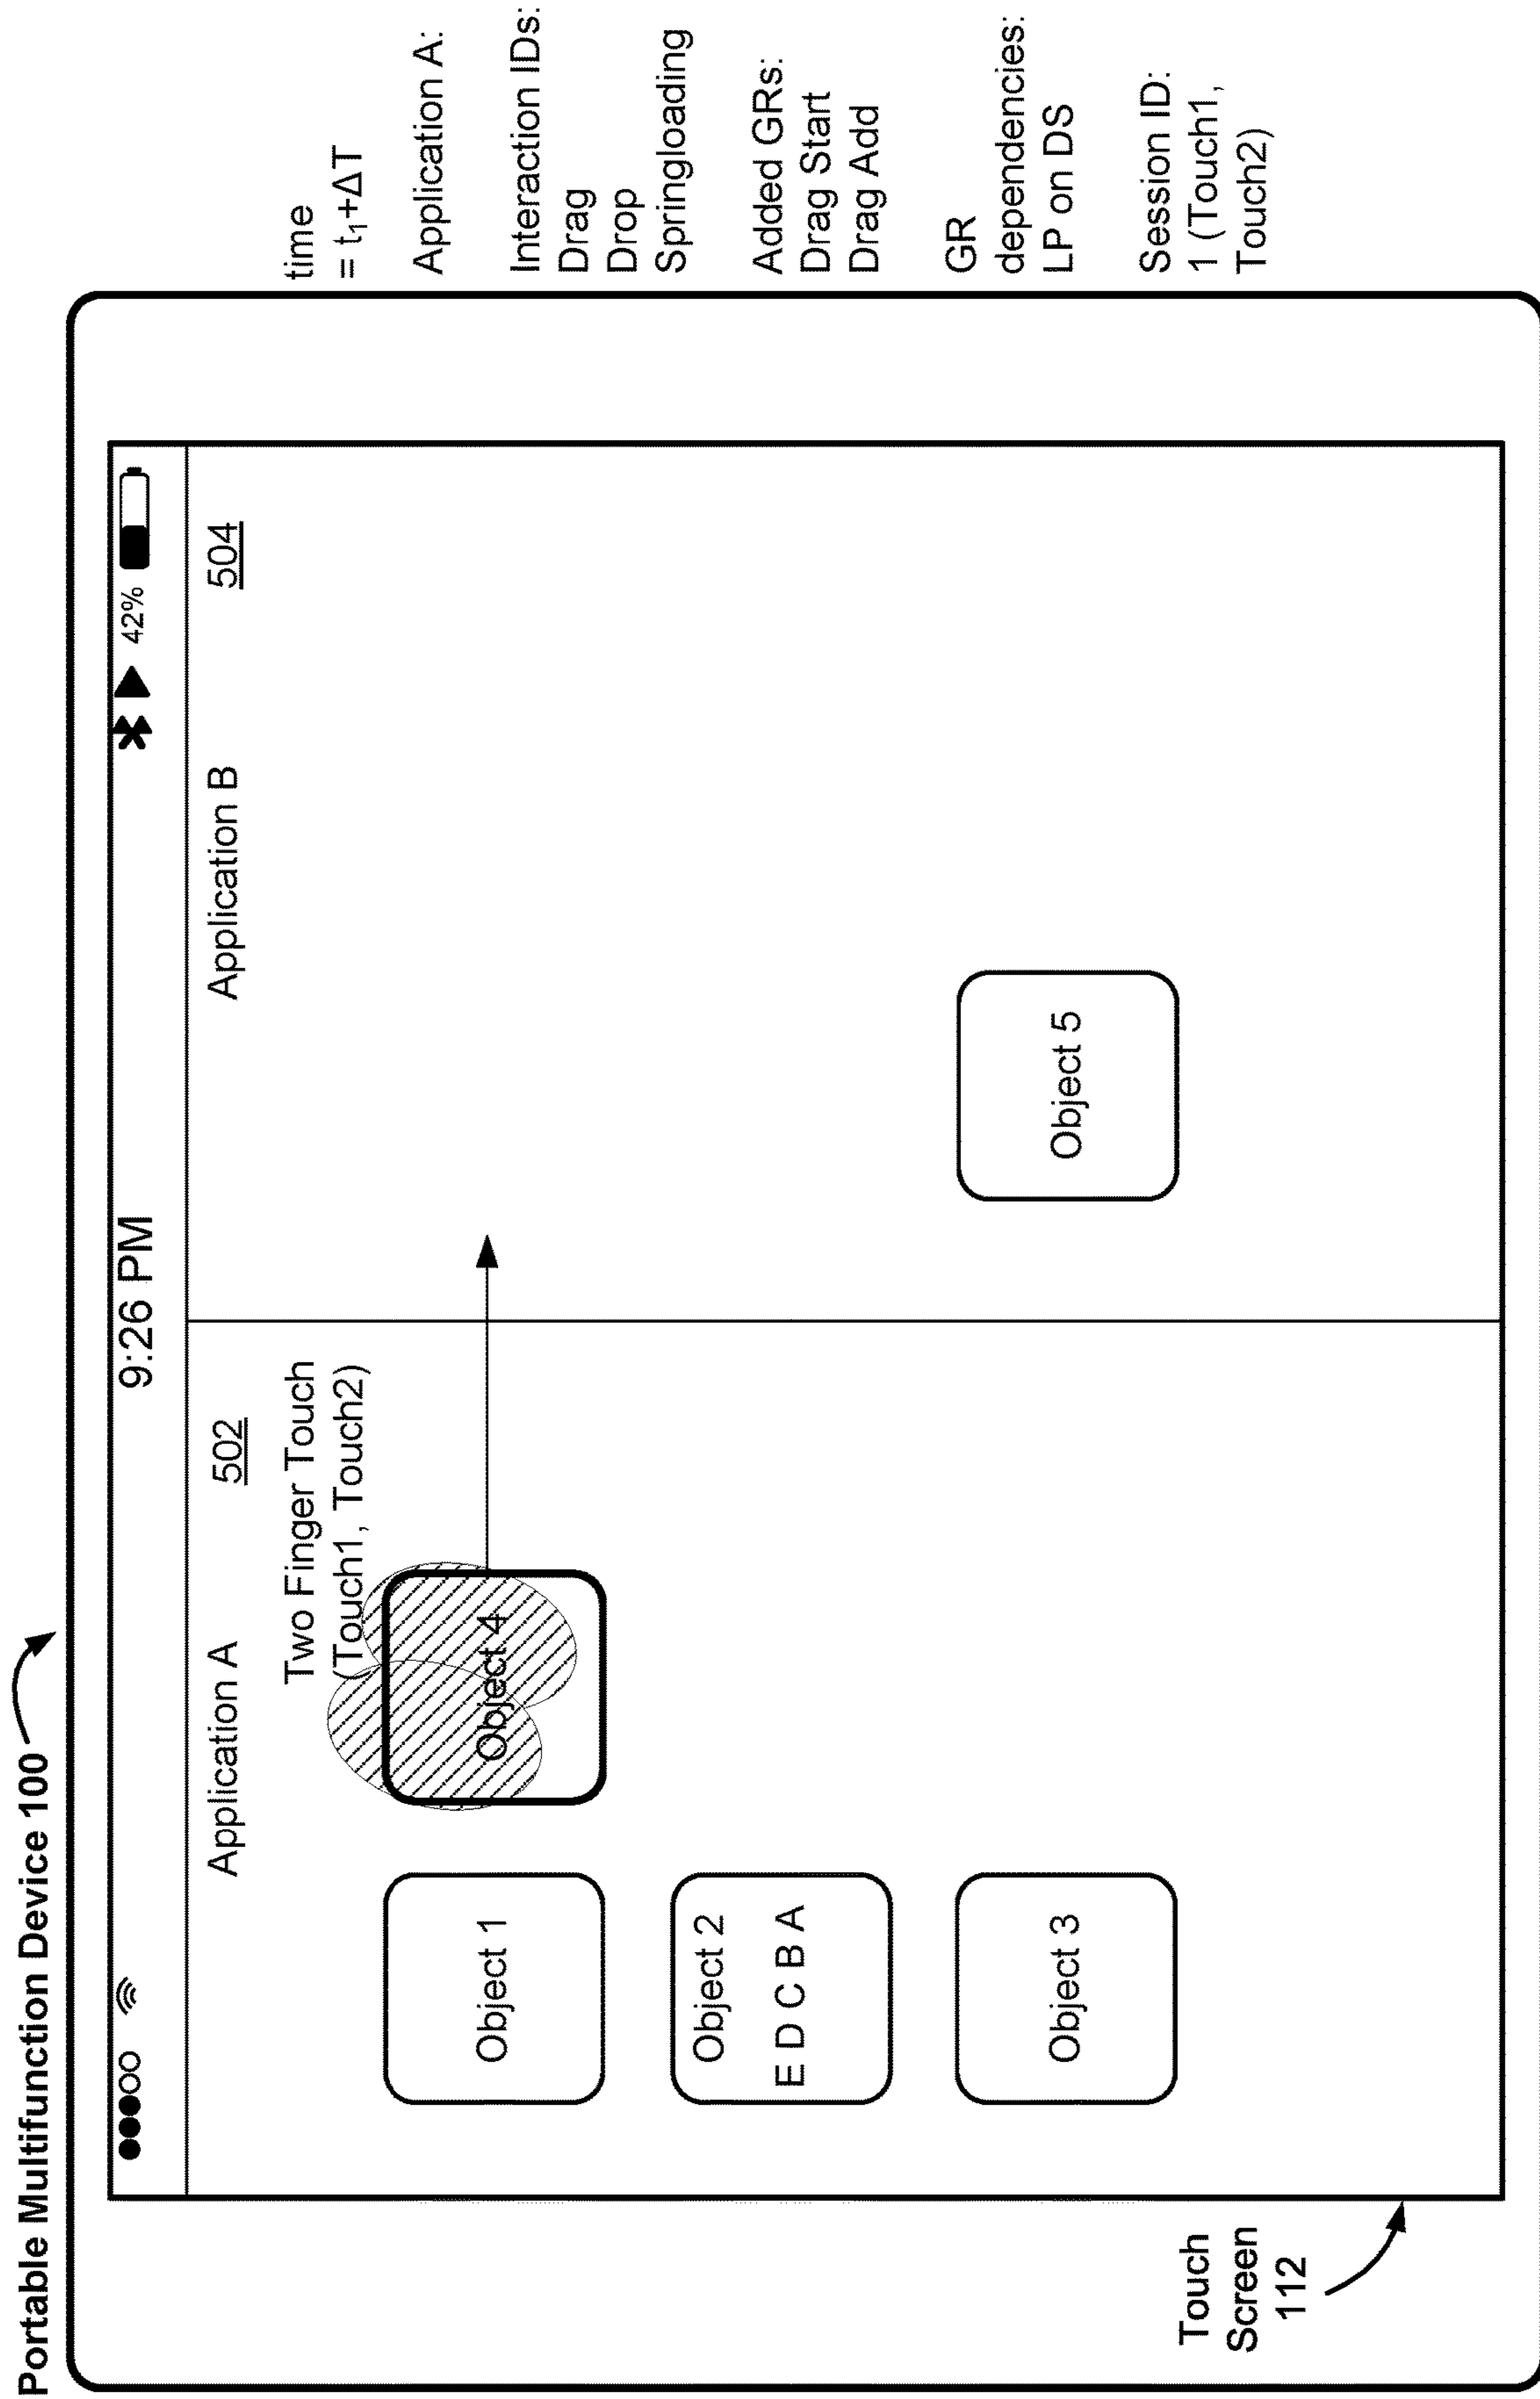 Portable Multifunction Device 100
9:26 PM
42%
Application A
502
Application B
504
Two Finger Touch
(Touch1, Touch2)
Object 1
Object 4
Object 2
E D C B A
Object 3
Object 5
Touch
Screen
112
time
= t₁+ΔT
Application A:
Interaction IDs:
Drag
Drop
Springloading
Added GRs:
Drag Start
Drag Add
GR
dependencies:
LP on DS
Session ID:
1 (Touch1,
Touch2)